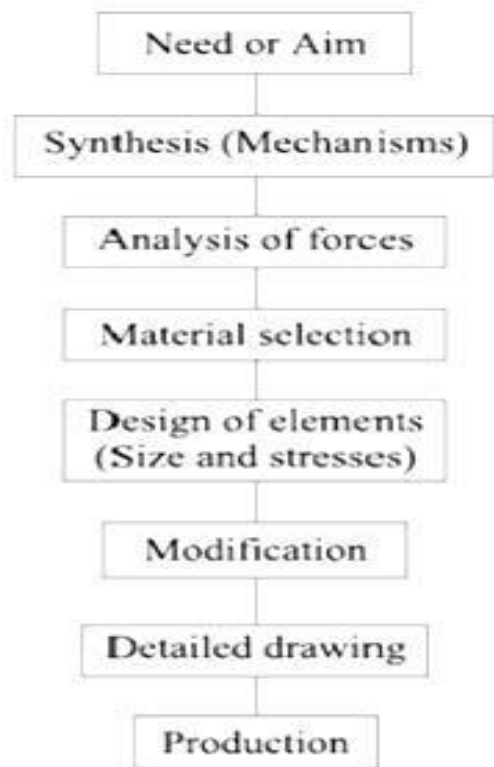 Need or Aim
Synthesis (Mechanisms)
Analysis of forces
Material selection
Design of elements
(Size and stresses)
Modification
Detailed drawing
Production